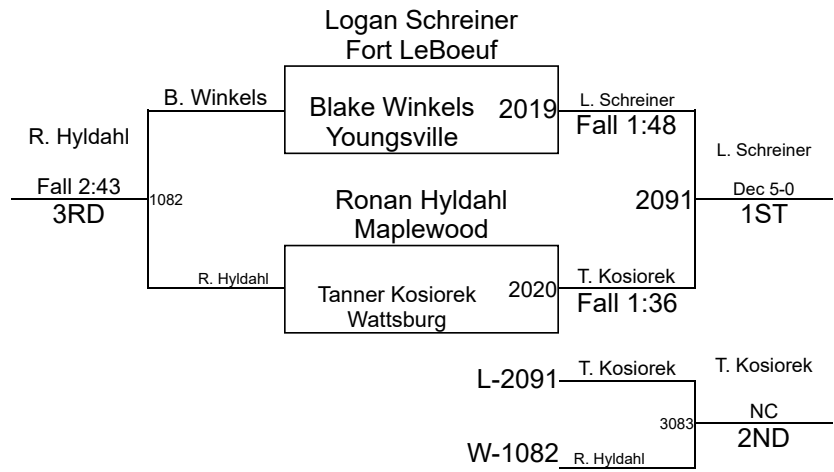 Logan Schreiner
Fort LeBoeuf
B. Winkels
Blake Winkels
Youngsville
2019
L. Schreiner
Fall 1:48
R. Hyldahl
L. Schreiner
Fall 2:43
3RD
1082
Ronan Hyldahl
Maplewood
2091
Dec 5-0
1ST
R. Hyldahl
Tanner Kosiorek
Wattsburg
2020
T. Kosiorek
Fall 1:36
L-2091
T. Kosiorek
T. Kosiorek
3083
NC
2ND
W-1082
R. Hyldahl